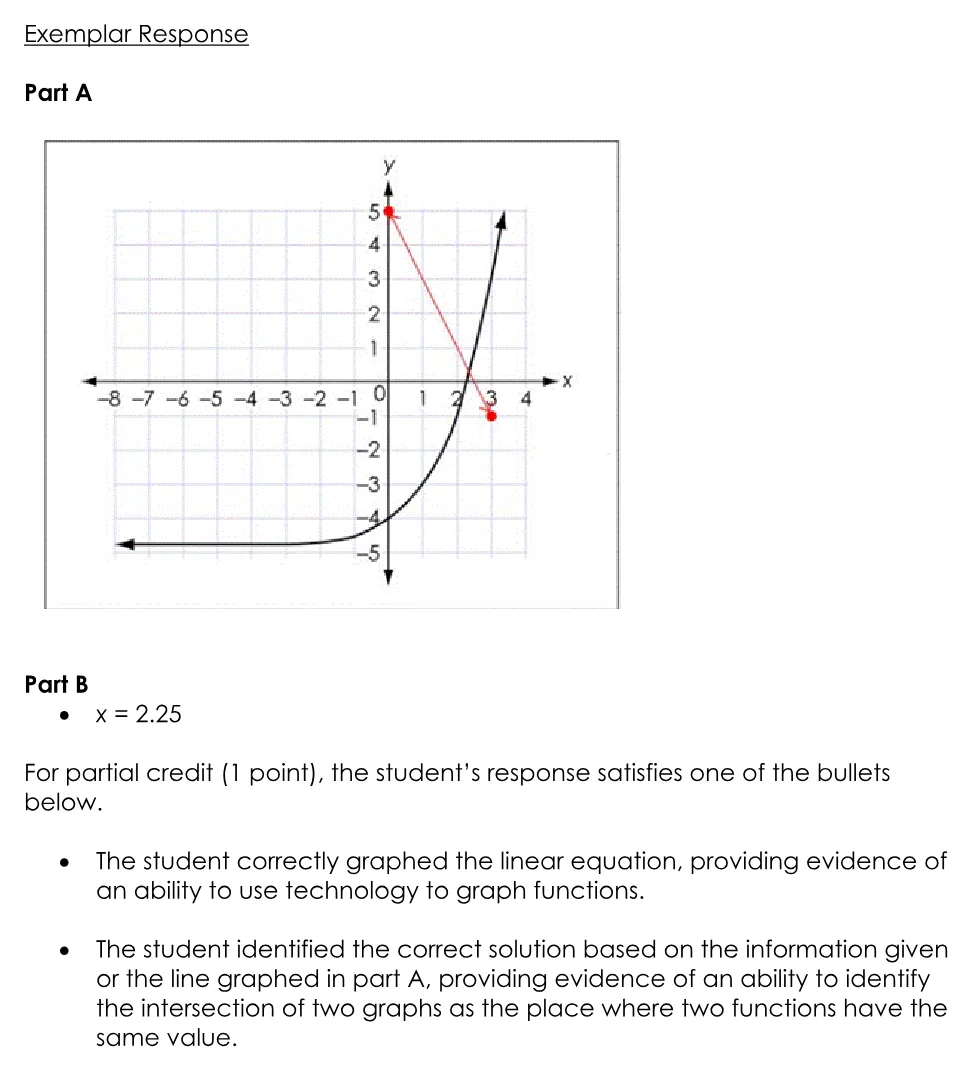 Exemplar Response
Part A
y
5
4
3
2
1
x
–8 –7 –6 –5 –4 –3 –2 –1 0 1 2 3 4
–1
–2
–3
–4
–5
Part B
• x = 2.25
For partial credit (1 point), the student’s response satisfies one of the bullets
below.
• The student correctly graphed the linear equation, providing evidence of
an ability to use technology to graph functions.
• The student identified the correct solution based on the information given
or the line graphed in part A, providing evidence of an ability to identify
the intersection of two graphs as the place where two functions have the
same value.